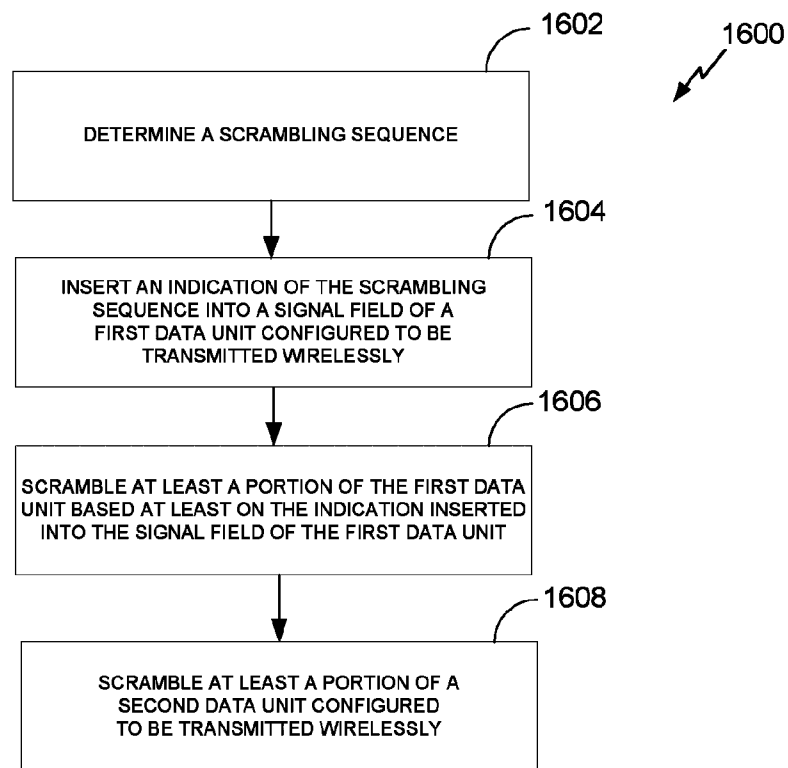 1602
1600
DETERMINE A SCRAMBLING SEQUENCE
1604
INSERT AN INDICATION OF THE SCRAMBLING
SEQUENCE INTO A SIGNAL FIELD OF A
FIRST DATA UNIT CONFIGURED TO BE
TRANSMITTED WIRELESSLY
1606
SCRAMBLE AT LEAST A PORTION OF THE FIRST DATA
UNIT BASED AT LEAST ON THE INDICATION INSERTED
INTO THE SIGNAL FIELD OF THE FIRST DATA UNIT
1608
SCRAMBLE AT LEAST A PORTION OF A
SECOND DATA UNIT CONFIGURED
TO BE TRANSMITTED WIRELESSLY